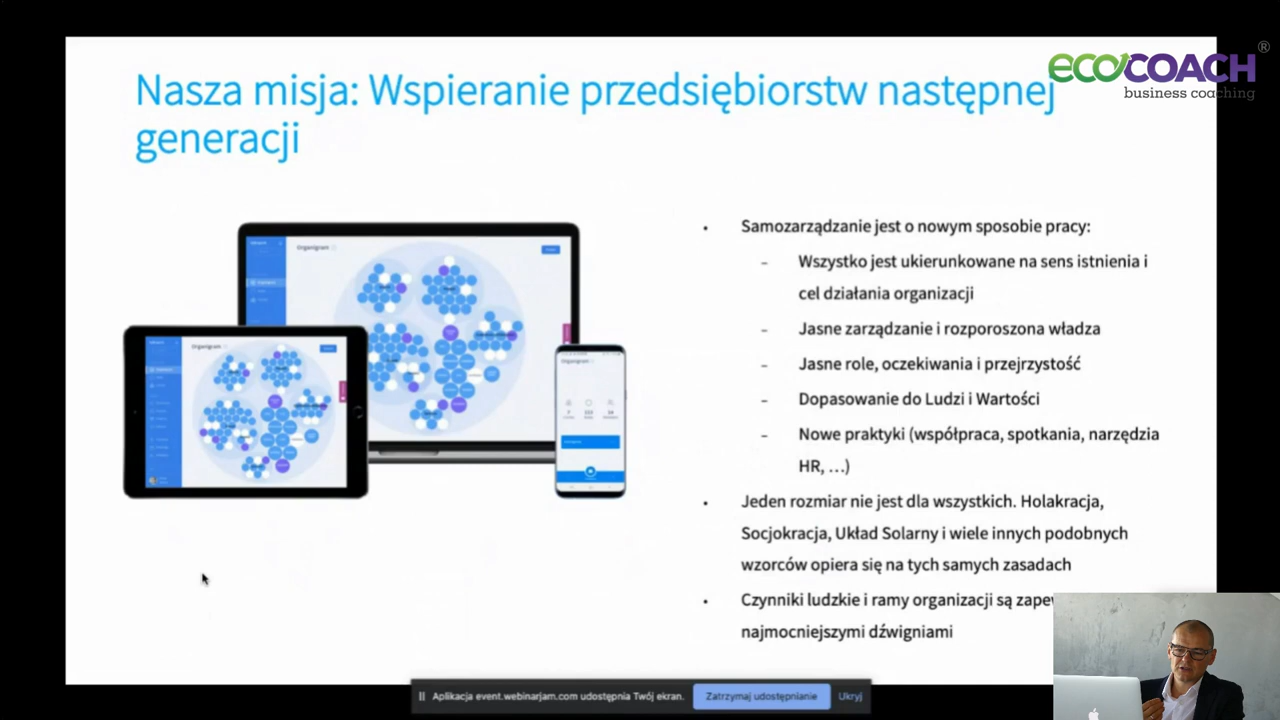 Nasza misja: Wspieranie przedsiębiorstw następnej
generacji
ecocoach®
business coaching
Organigram
Organigram
Organigram
Samozarządzanie jest o nowym sposobie pracy:
Wszystko jest ukierunkowane na sens istnienia i
cel działania organizacji
Jasne zarządzanie i rozporoszona władza
Jasne role, oczekiwania i przejrzystość
Dopasowanie do Ludzi i Wartości
Nowe praktyki (współpraca, spotkania, narzędzia
HR, ...)
Jeden rozmiar nie jest dla wszystkich. Holakracja,
Socjokracja, Układ Solarny i wiele innych podobnych
wzorców opiera się na tych samych zasadach
Czynniki ludzkie i ramy organizacji są
najmocniejszymi dźwigniami
Aplikacja event.webinarjam.com udostępnia Twój ekran.
Zatrzymaj udostępnianie
Ukryj